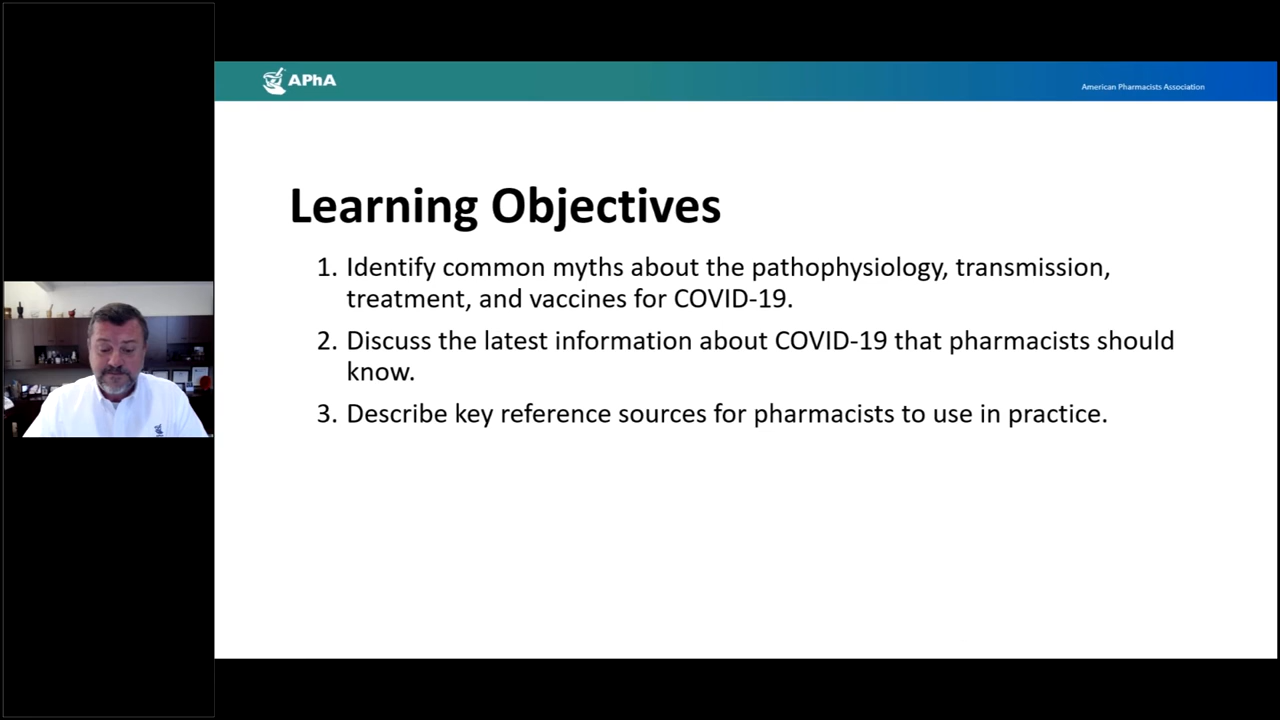 APhA
American Pharmacists Association
Learning Objectives
1. Identify common myths about the pathophysiology, transmission,
treatment, and vaccines for COVID-19.
2. Discuss the latest information about COVID-19 that pharmacists should
know.
3. Describe key reference sources for pharmacists to use in practice.